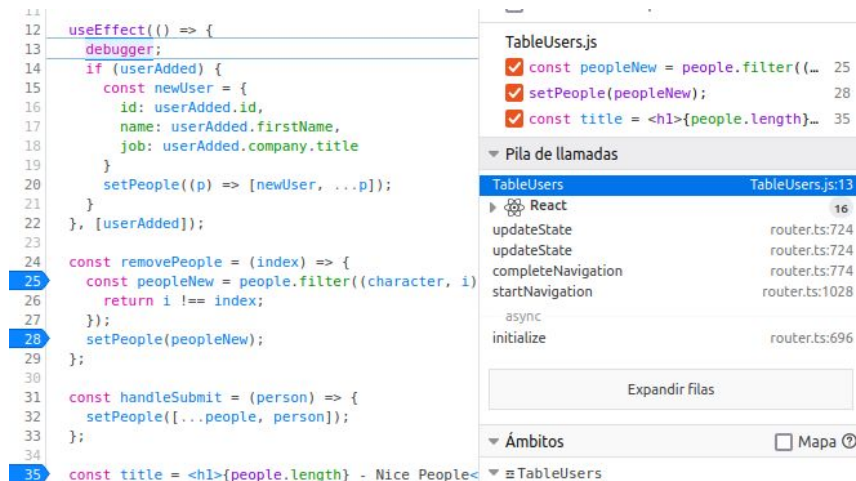 11
12 useEffect(() => {
13 debugger;
14 if (userAdded) {
15 const newUser = {
16 id: userAdded.id,
17 name: userAdded.firstName,
18 job: userAdded.company.title
19 }
20 setPeople((p) => [newUser, ...p]);
21 }
22 }, [userAdded]);
23
24 const removePeople = (index) => {
25 const peopleNew = people.filter((character, i)
26 return i !== index;
27 });
28 setPeople(peopleNew);
29 };
30
31 const handleSubmit = (person) => {
32 setPeople([...people, person]);
33 };
34
35 const title = <h1>{people.length} - Nice People<
TableUsers.js
const peopleNew = people.filter((… 25
setPeople(peopleNew); 28
const title = <h1>{people.length}… 35
Pila de llamadas
TableUsers TableUsers.js:13
React 16
updateState router.ts:724
updateState router.ts:724
completeNavigation router.ts:774
startNavigation router.ts:1028
async
initialize router.ts:696
Expandir filas
Ámbitos Mapa
TableUsers